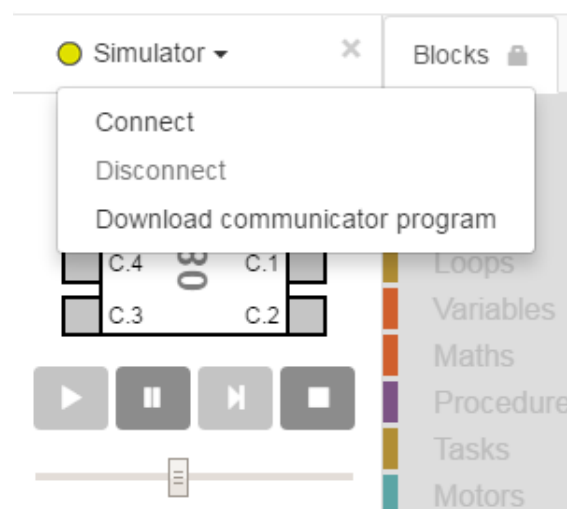 Simulator
Blocks
Connect
Disconnect
Download communicator program
C.4
C.1
C.3
C.2
Loops
Variables
Maths
Procedure
Tasks
Motors